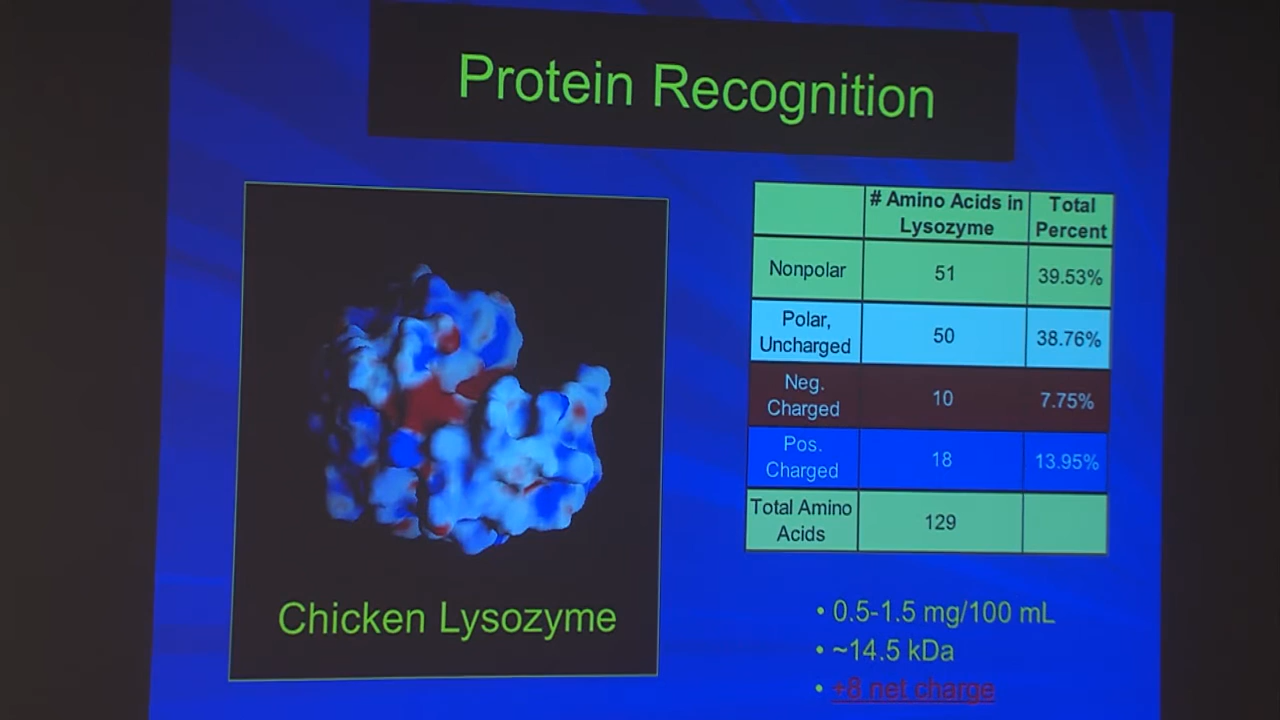 Protein Recognition
# Amino Acids in Lysozyme
Total Percent
Nonpolar 51 39.53%
Polar, Uncharged 50 38.76%
Neg. Charged 10 7.75%
Pos. Charged 18 13.95%
Total Amino Acids 129
Chicken Lysozyme
• 0.5-1.5 mg/100 mL
• ~14.5 kDa
• +8 net charge